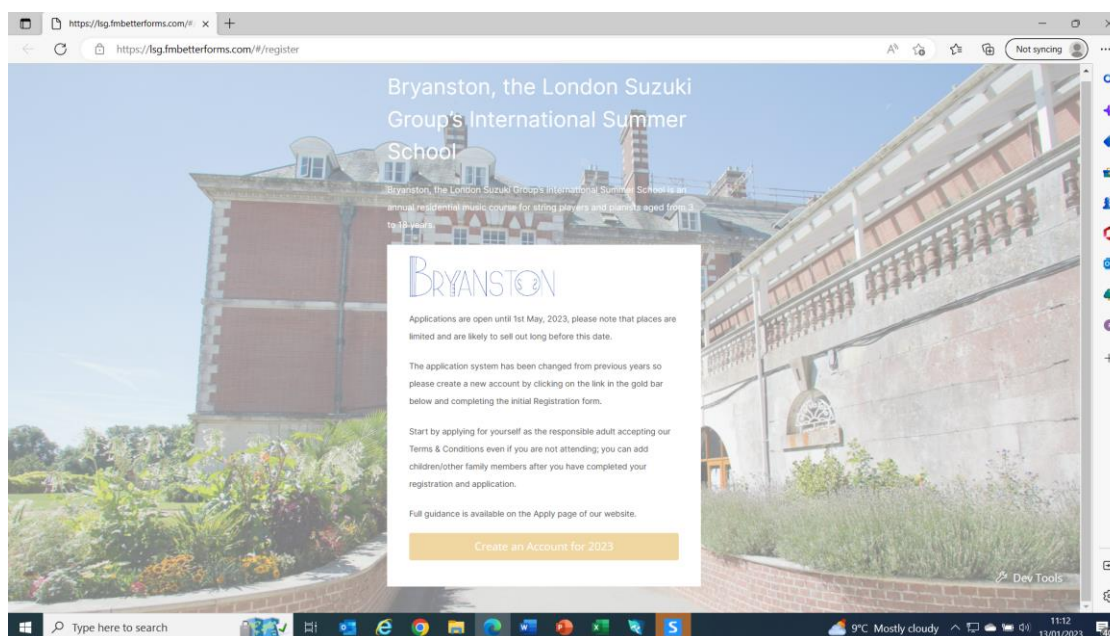 https://lsg.fmbetterforms.com/#/
https://lsg.fmbetterforms.com/#/register
Not syncing
Bryanston, the London Suzuki
Group's International Summer
School
Bryanston, the London Suzuki Group's International Summer School is an
annual residential music course for string players and pianists aged from 3
to 18 years.
BRYANSTON
Applications are open until 1st May, 2023, please note that places are
limited and are likely to sell out long before this date.
The application system has been changed from previous years so
please create a new account by clicking on the link in the gold bar
below and completing the initial Registration form.
Start by applying for yourself as the responsible adult accepting our
Terms & Conditions even if you are not attending; you can add
children/other family members after you have completed your
registration and application.
Full guidance is available on the Apply page of our website.
Create an Account for 2023
Dev Tools
Type here to search
9°C Mostly cloudy
11:12
13/01/2023